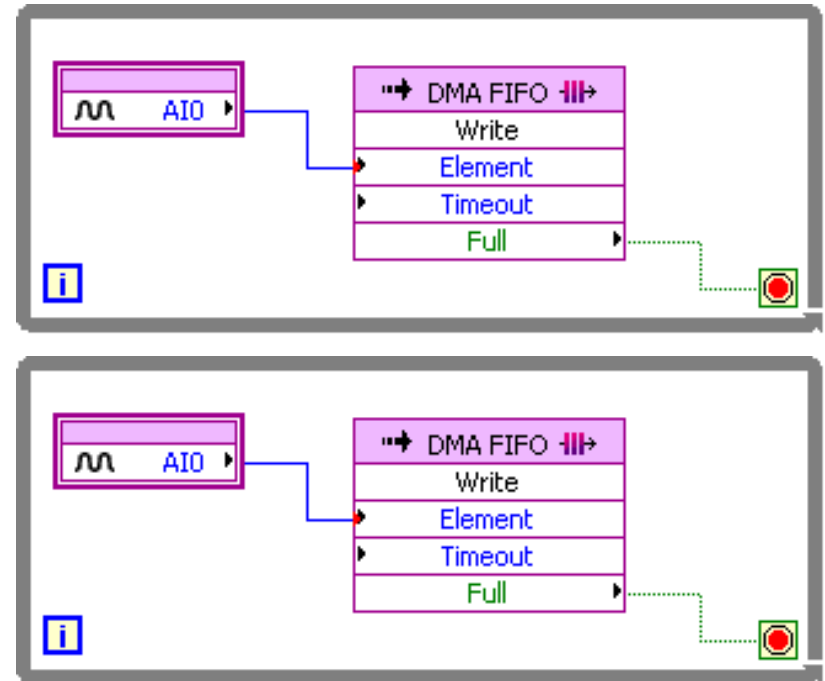 AI0
DMA FIFO
Write
Element
Timeout
Full
i
AI0
DMA FIFO
Write
Element
Timeout
Full
i